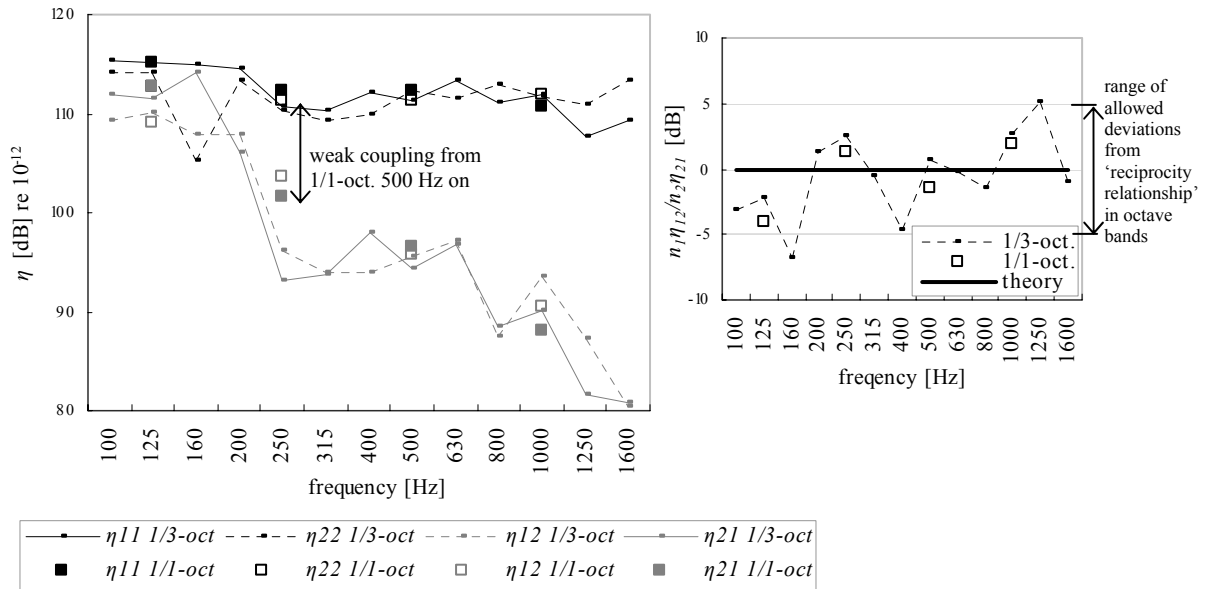 120
110
100
90
80
η [dB] re 10⁻¹²
weak coupling from
1/1-oct. 500 Hz on
100 125 160 200 250 315 400 500 630 800 1000 1250 1600
frequency [Hz]
10
5
0
-5
-10
n₁η₁₂/n₂η₂₁ [dB]
1/3-oct.
1/1-oct.
theory
100 125 160 200 250 315 400 500 630 800 1000 1250 1600
freqency [Hz]
range of
allowed
deviations
from
‘reciprocity
relationship’
in octave
bands
η11 1/3-oct η22 1/3-oct η12 1/3-oct η21 1/3-oct
η11 1/1-oct η22 1/1-oct η12 1/1-oct η21 1/1-oct